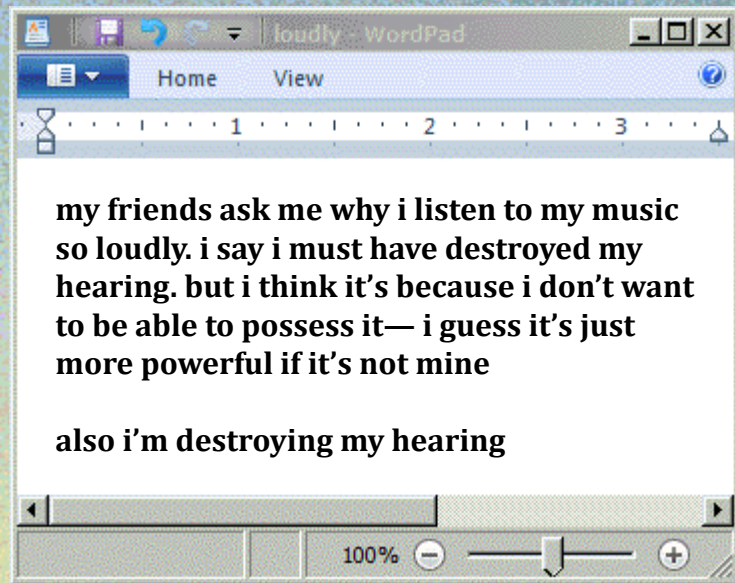 loudly - WordPad
Home View
1 2 3
my friends ask me why i listen to my music
so loudly. i say i must have destroyed my
hearing. but i think it’s because i don’t want
to be able to possess it— i guess it’s just
more powerful if it’s not mine
also i’m destroying my hearing
100%